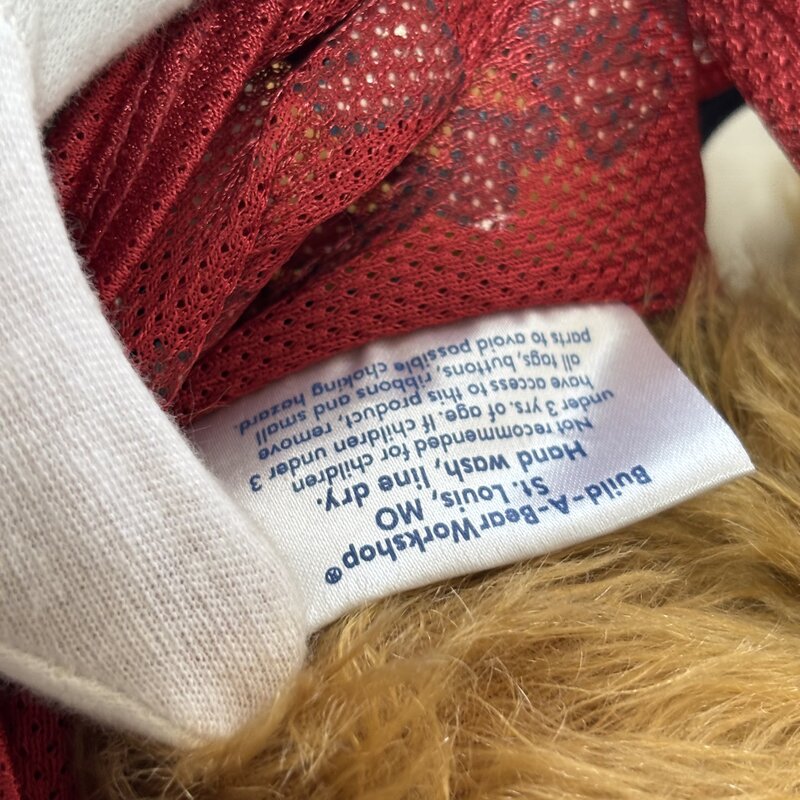 Build-A-Bear Workshop®
St. Louis, MO
Hand wash, line dry.
Not recommended for children under 3
under 3 yrs. of age. If children under 3
have access to this product, remove
all tags, buttons, ribbons and small
parts to avoid possible choking hazard.